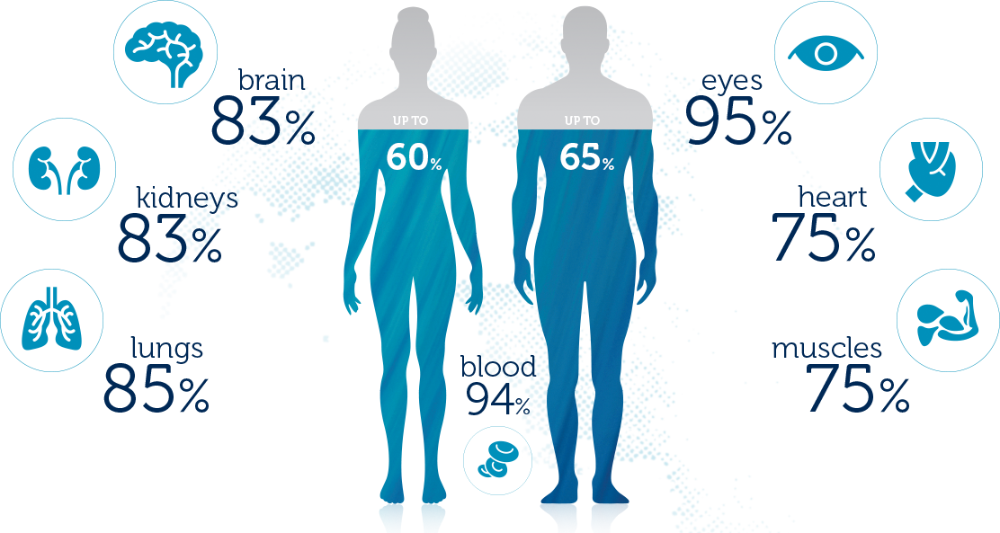 brain
83%
kidneys
83%
lungs
85%
UP TO
60%
UP TO
65%
blood
94%
eyes
95%
heart
75%
muscles
75%